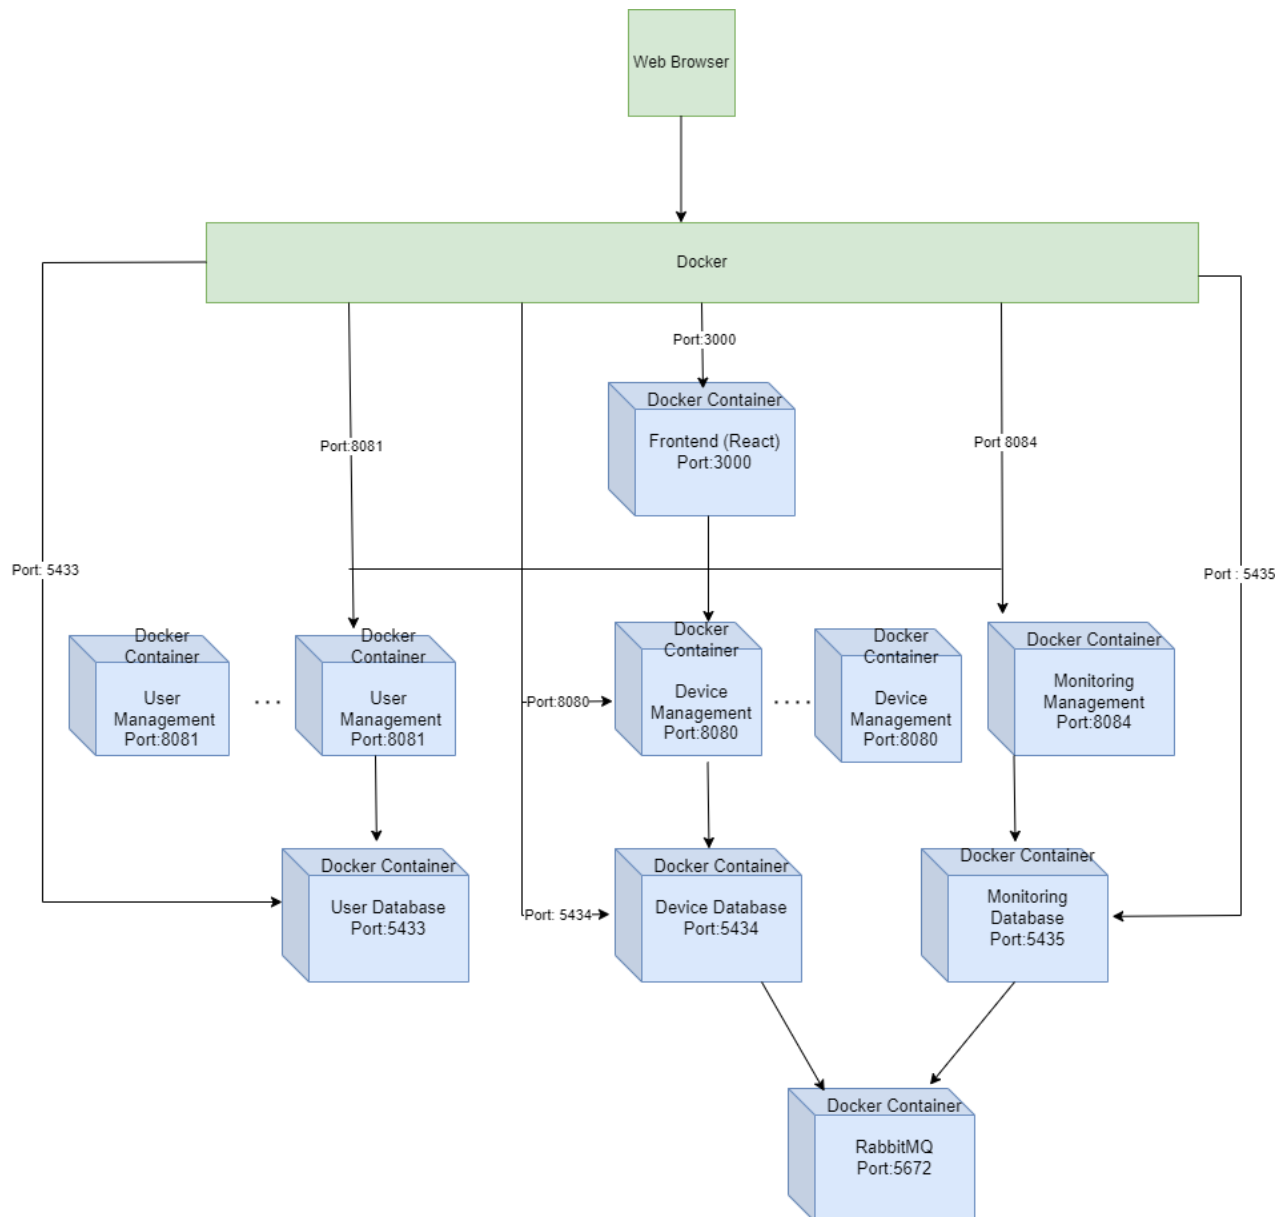 Web Browser
Docker
Port:3000
Docker Container
Frontend (React)
Port:3000
Port:8081
Port 8084
Port: 5433
Port : 5435
Docker
Container
User
Management
Port:8081
...
Docker
Container
User
Management
Port:8081
Port:8080
Docker
Container
Device
Management
Port:8080
....
Docker
Container
Device
Management
Port:8080
Docker Container
Monitoring
Management
Port:8084
Docker Container
User Database
Port:5433
Port: 5434
Docker Container
Device Database
Port:5434
Docker Container
Monitoring
Database
Port:5435
Docker Container
RabbitMQ
Port:5672